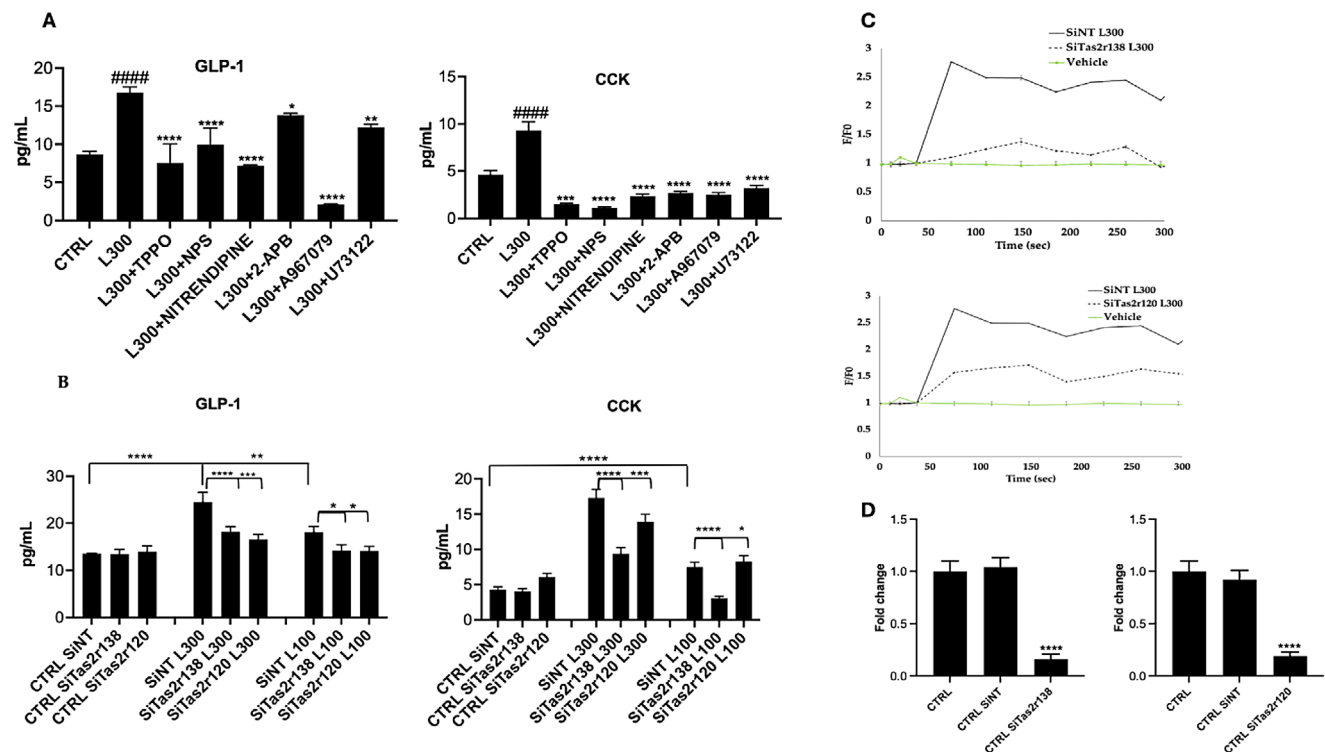 A
GLP-1
pg/mL
20
15
10
5
0
####
****
****
****
*
****
**
CTRL
L300
L300+TPPO
L300+NPS
L300+NITRENDIPINE
L300+2-APB
L300+A967079
L300+U73122
CCK
pg/mL
15
10
5
0
####
***
****
****
****
****
****
CTRL
L300
L300+TPPO
L300+NPS
L300+NITRENDIPINE
L300+2-APB
L300+A967079
L300+U73122
B
GLP-1
pg/mL
30
20
10
0
****
**
**** ***
* *
CTRL SiNT
CTRL SiTas2r138
CTRL SiTas2r120
SiNT L300
SiTas2r138 L300
SiTas2r120 L300
SiNT L100
SiTas2r138 L100
SiTas2r120 L100
CCK
pg/mL
20
15
10
5
0
****
**** ***
**** *
CTRL SiNT
CTRL SiTas2r138
CTRL SiTas2r120
SiNT L300
SiTas2r138 L300
SiTas2r120 L300
SiNT L100
SiTas2r138 L100
SiTas2r120 L100
C
SiNT L300
SiTas2r138 L300
Vehicle
F/F0
3
2.5
2
1.5
1
0.5
0
0 50 100 150 200 250 300
Time (sec)
SiNT L300
SiTas2r120 L300
Vehicle
F/F0
3
2.5
2
1.5
1
0.5
0
0 50 100 150 200 250 300
Time (sec)
D
Fold change
1.5
1.0
0.5
0.0
****
CTRL
CTRL SiNT
CTRL SiTas2r138
Fold change
1.5
1.0
0.5
0.0
****
CTRL
CTRL SiNT
CTRL SiTas2r120